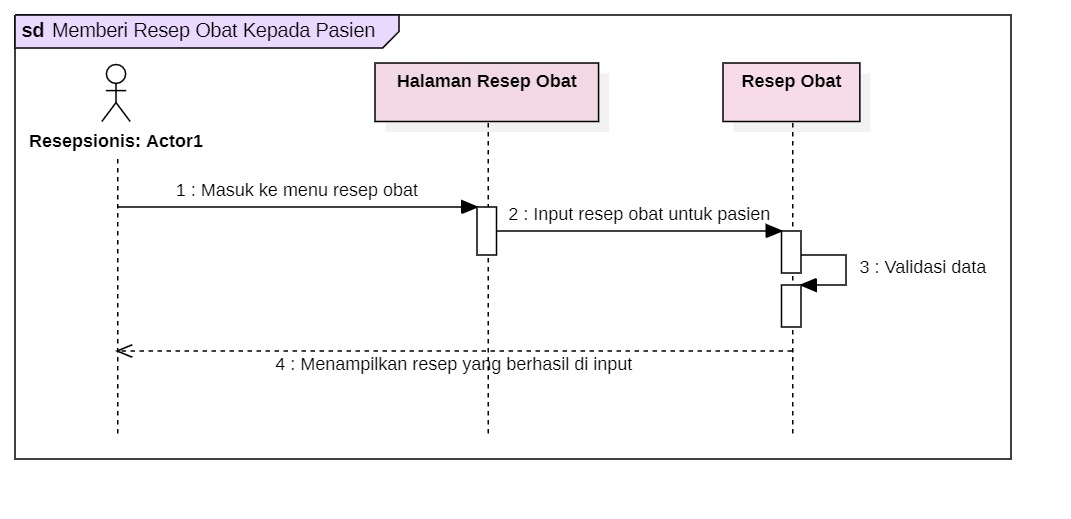 sd Memberi Resep Obat Kepada Pasien
Halaman Resep Obat
Resep Obat
Resepsionis: Actor1
1 : Masuk ke menu resep obat
2 : Input resep obat untuk pasien
3 : Validasi data
4 : Menampilkan resep yang berhasil di input